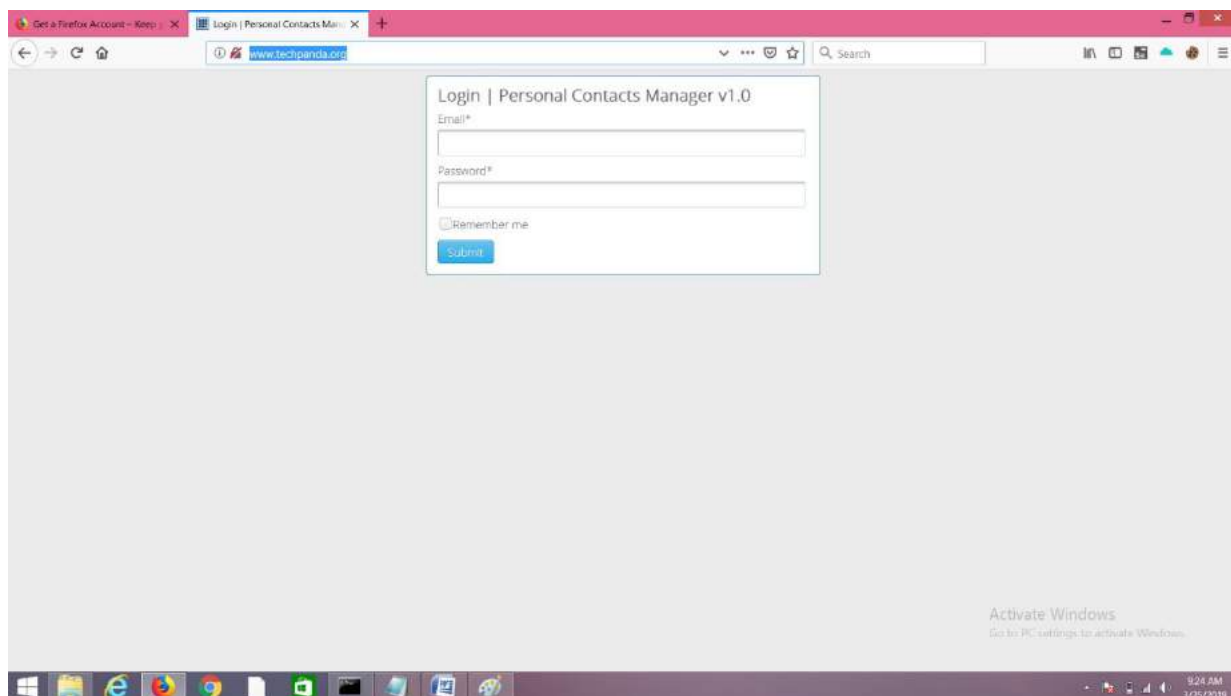 Get a Firefox Account – Keep
Login | Personal Contacts Man
www.techpanda.org
Search
Login | Personal Contacts Manager v1.0
Email*
Password*
Remember me
Submit
Activate Windows
Go to PC settings to activate Windows.
9:24 AM